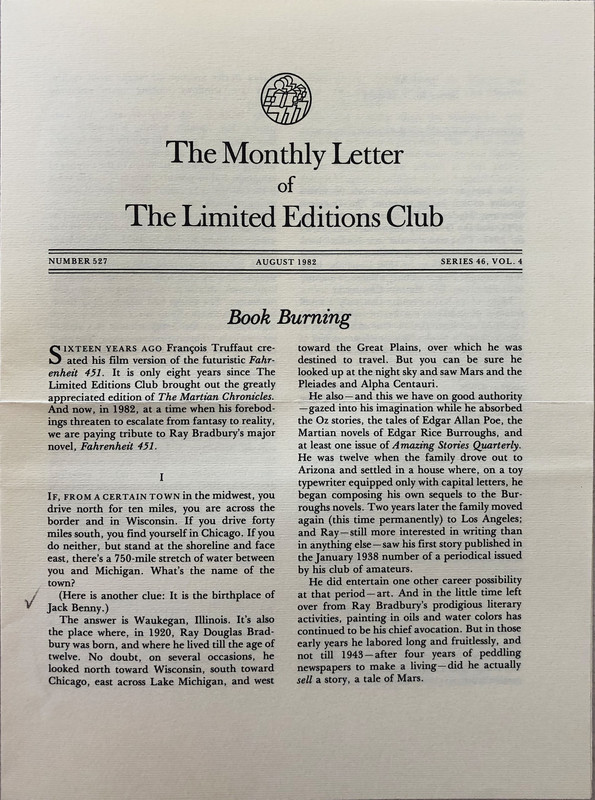 The Monthly Letter
of
The Limited Editions Club
NUMBER 527 AUGUST 1982 SERIES 46, VOL. 4
Book Burning
SIXTEEN YEARS AGO François Truffaut cre-
ated his film version of the futuristic Fahr-
enheit 451. It is only eight years since The
Limited Editions Club brought out the greatly
appreciated edition of The Martian Chronicles.
And now, in 1982, at a time when his forebod-
ings threaten to escalate from fantasy to reality,
we are paying tribute to Ray Bradbury's major
novel, Fahrenheit 451.
I
IF, FROM A CERTAIN TOWN in the midwest, you
drive north for ten miles, you are across the
border and in Wisconsin. If you drive forty
miles south, you find yourself in Chicago. If you
do neither, but stand at the shoreline and face
east, there's a 750-mile stretch of water between
you and Michigan. What's the name of the
town?
(Here is another clue: It is the birthplace of
Jack Benny.)
The answer is Waukegan, Illinois. It's also
the place where, in 1920, Ray Douglas Brad-
bury was born, and where he lived till the age of
twelve. No doubt, on several occasions, he
looked north toward Wisconsin, south toward
Chicago, east across Lake Michigan, and west
toward the Great Plains, over which he was
destined to travel. But you can be sure he
looked up at the night sky and saw Mars and the
Pleiades and Alpha Centauri.
He also—and this we have on good authority
—gazed into his imagination while he absorbed
the Oz stories, the tales of Edgar Allan Poe, the
Martian novels of Edgar Rice Burroughs, and
at least one issue of Amazing Stories Quarterly.
He was twelve when the family drove out to
Arizona and settled in a house where, on a toy
typewriter equipped only with capital letters, he
began composing his own sequels to the Bur-
roughs novels. Two years later the family moved
again (this time permanently) to Los Angeles;
and Ray—still more interested in writing than
in anything else—saw his first story published in
the January 1938 number of a periodical issued
by his club of amateurs.
He did entertain one other career possibility
at that period—art. And in the little time left
over from Ray Bradbury's prodigious literary
activities, painting in oils and water colors has
continued to be his chief avocation. But in those
early years he labored long and fruitlessly, and
not till 1943—after four years of peddling
newspapers to make a living—did he actually
sell a story, a tale of Mars.